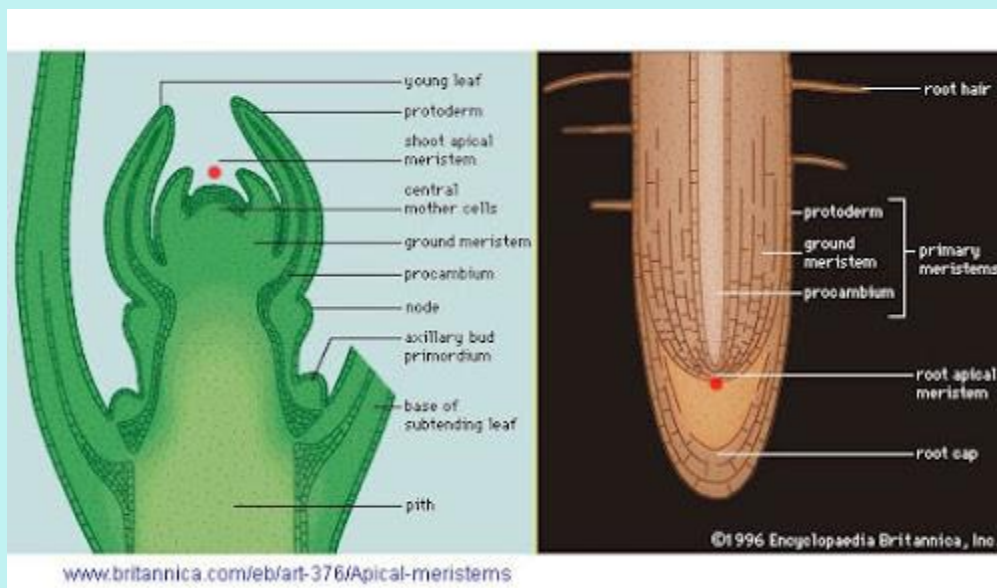 young leaf
protoderm
shoot apical
meristem
central
mother cells
ground meristem
procambium
node
axillary bud
primordium
base of
subtending leaf
pith
root hair
protoderm
ground
meristem
procambium
primary
meristems
root apical
meristem
root cap
©1996 Encyclopaedia Britannica, Inc.
www.britannica.com/eb/art-376/Apical-meristems